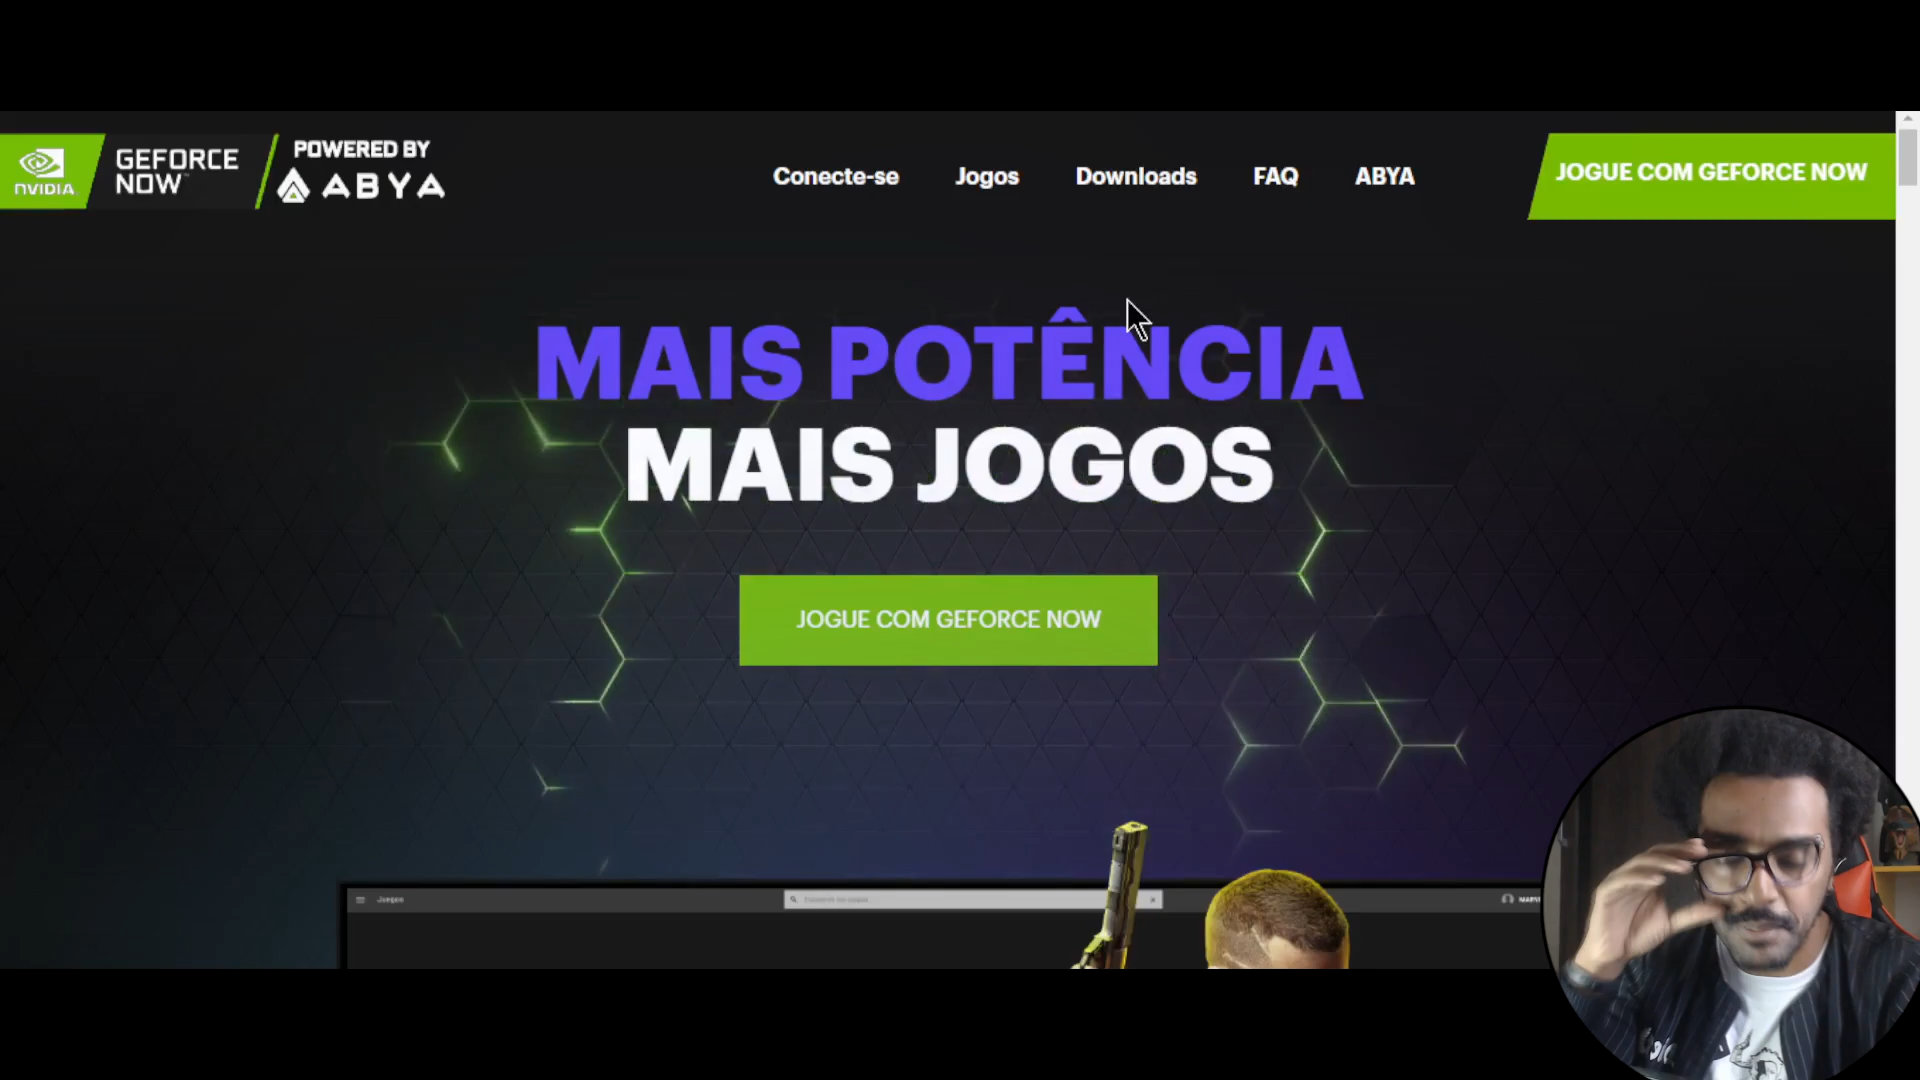 NVIDIA
GEFORCE
NOW
POWERED BY
ABYA
Conecte-se
Jogos
Downloads
FAQ
ABYA
JOGUE COM GEFORCE NOW
MAIS POTÊNCIA
MAIS JOGOS
JOGUE COM GEFORCE NOW
Juegos